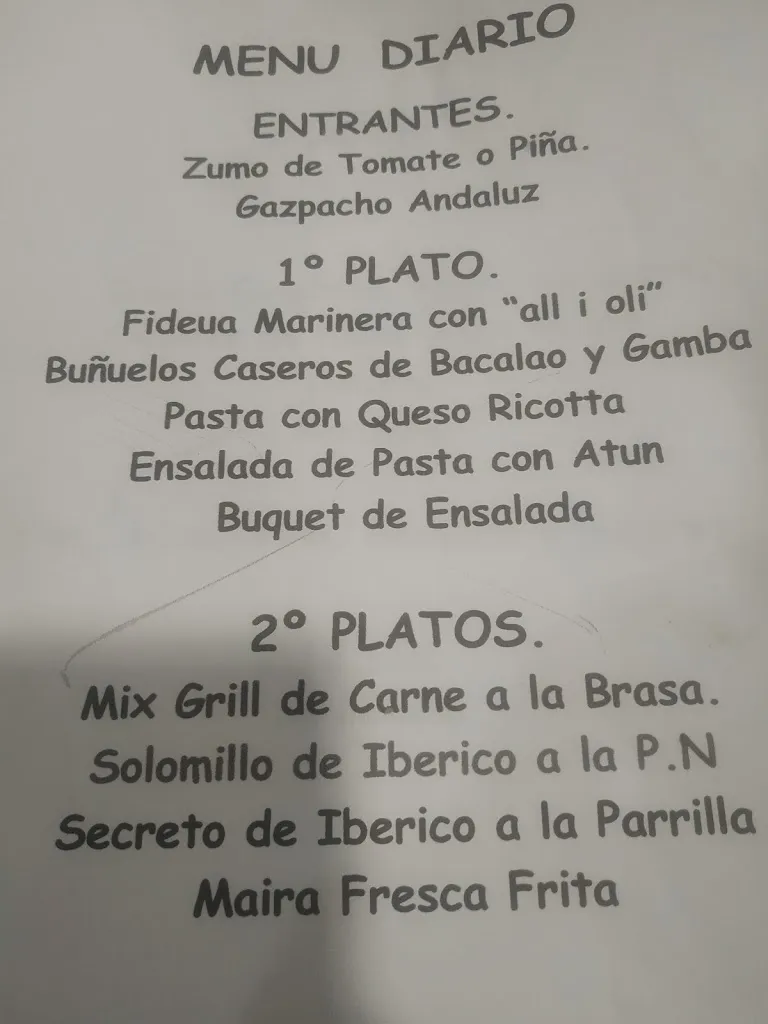 MENU DIARIO
ENTRANTES.
Zumo de Tomate o Piña.
Gazpacho Andaluz
1º PLATO.
Fideua Marinera con “all i oli”
Buñuelos Caseros de Bacalao y Gamba
Pasta con Queso Ricotta
Ensalada de Pasta con Atun
Buquet de Ensalada
2º PLATOS.
Mix Grill de Carne a la Brasa.
Solomillo de Iberico a la P.N
Secreto de Iberico a la Parrilla
Maira Fresca Frita